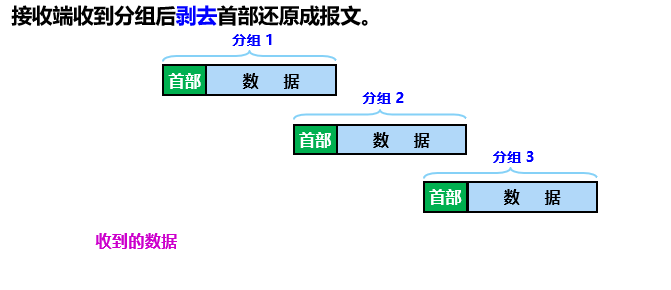 接收端收到分组后剥去首部还原成报文。
分组 1
首部 数 据
分组 2
首部 数 据
分组 3
首部 数 据
收到的数据